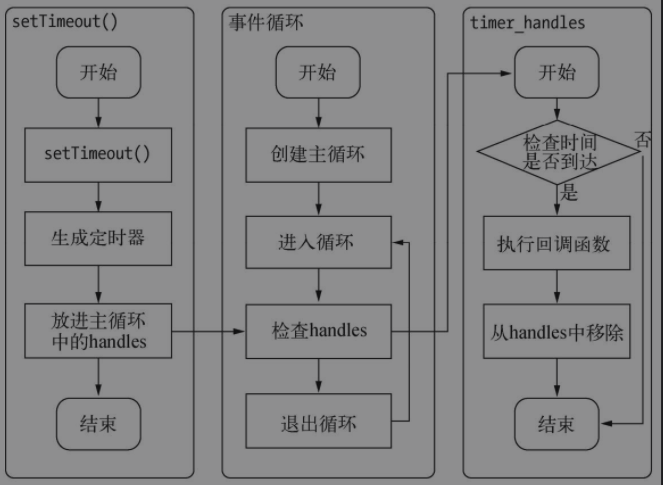 setTimeout()
开始
setTimeout()
生成定时器
放进主循环
中的handles
结束
事件循环
开始
创建主循环
进入循环
检查handles
退出循环
timer_handles
开始
检查时间
是否到达
否
是
执行回调函数
从handles中移除
结束